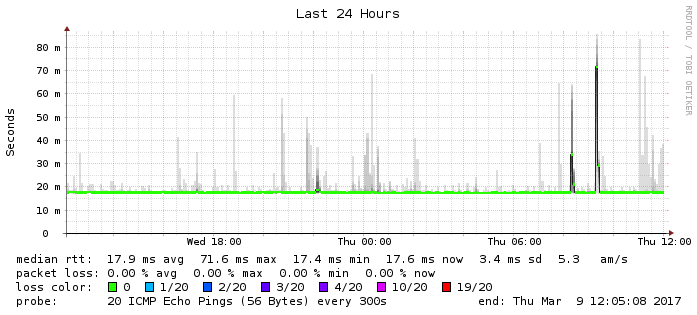 Last 24 Hours
RRDTOOL / TOBI OETIKER
Seconds
80 m
70 m
60 m
50 m
40 m
30 m
20 m
10 m
0
Wed 18:00 Thu 00:00 Thu 06:00 Thu 12:00
median rtt: 17.9 ms avg 71.6 ms max 17.4 ms min 17.6 ms now 3.4 ms sd 5.3 am/s
packet loss: 0.00 % avg 0.00 % max 0.00 % min 0.00 % now
loss color: 0 1/20 2/20 3/20 4/20 10/20 19/20
probe: 20 ICMP Echo Pings (56 Bytes) every 300s end: Thu Mar 9 12:05:08 2017